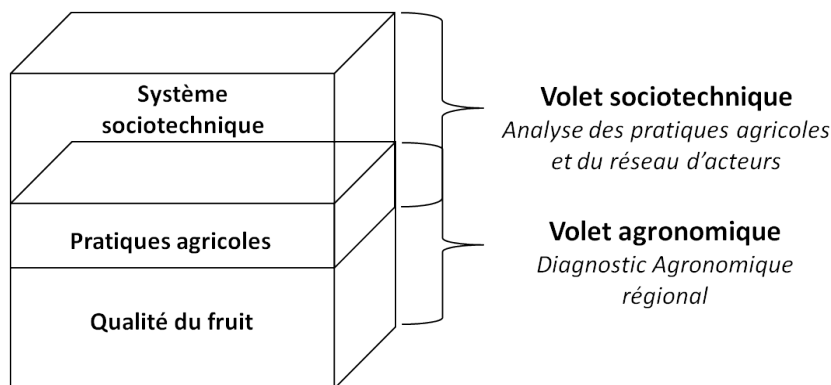 Système
sociotechnique
Pratiques agricoles
Qualité du fruit
Volet sociotechnique
Analyse des pratiques agricoles
et du réseau d'acteurs
Volet agronomique
Diagnostic Agronomique
régional